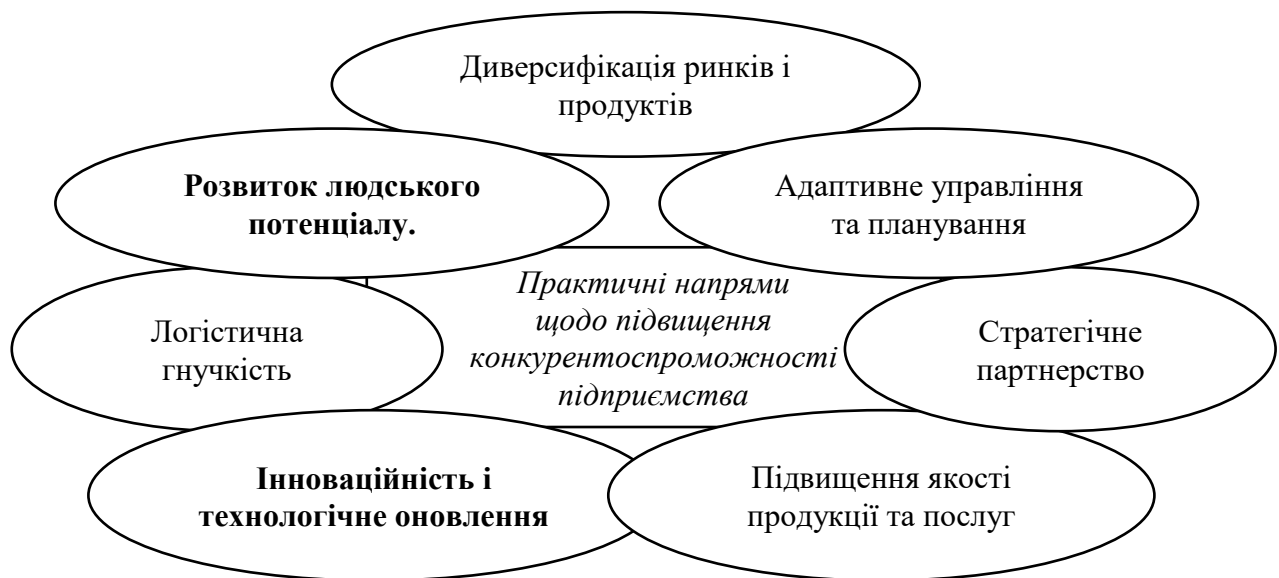 Диверсифікація ринків і
продуктів
Розвиток людського
потенціалу.
Адаптивне управління
та планування
Логістична
гнучкість
Практичні напрями
щодо підвищення
конкурентоспроможності
підприємства
Стратегічне
партнерство
Інноваційність і
технологічне оновлення
Підвищення якості
продукції та послуг